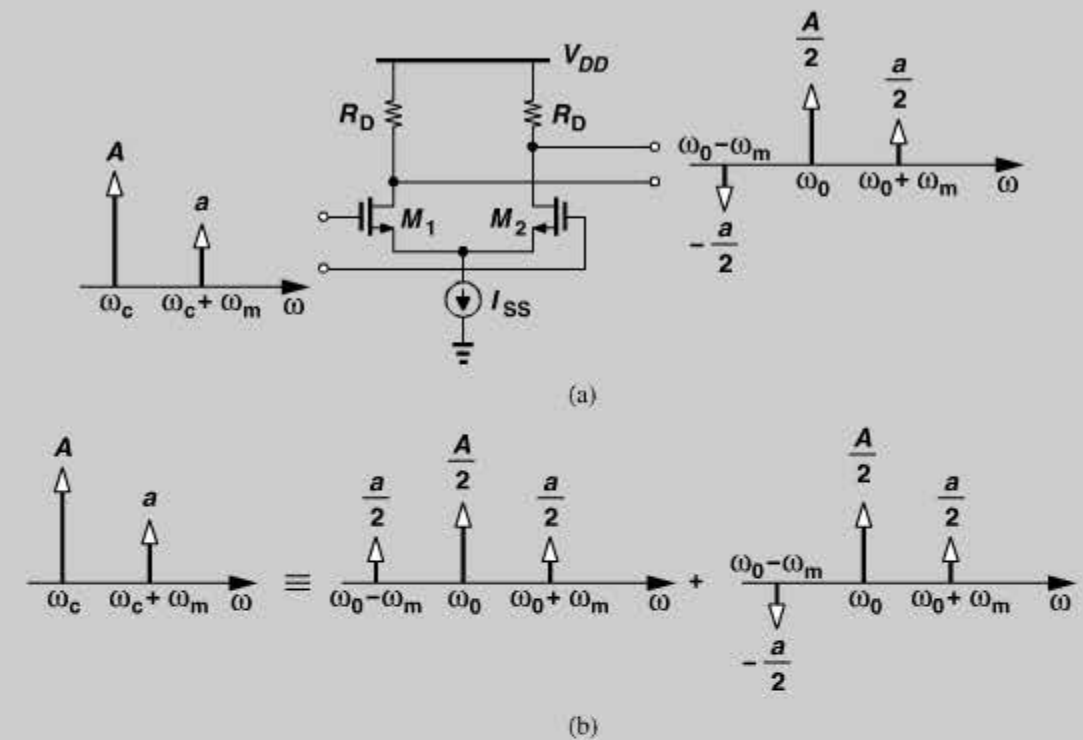 V_DD
R_D
R_D
M_1
M_2
I_SS
A
a
ω_c
ω_c + ω_m
ω
A/2
a/2
ω_0 − ω_m
ω_0
ω_0 + ω_m
ω
− a/2
(a)
A
a
ω_c
ω_c + ω_m
ω
≡
a/2
A/2
a/2
ω_0 − ω_m
ω_0
ω_0 + ω_m
ω
+
ω_0 − ω_m
A/2
a/2
ω_0
ω_0 + ω_m
ω
− a/2
(b)